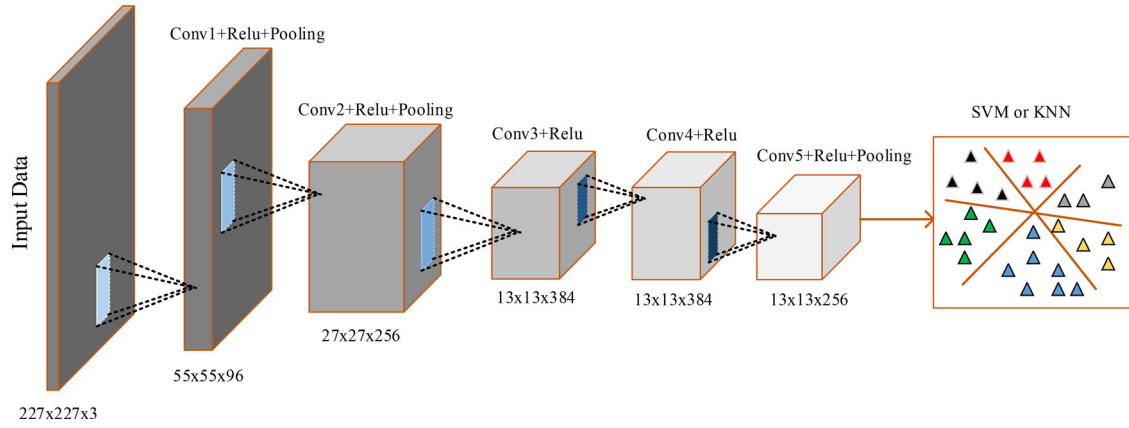 Input Data
227x227x3
Conv1+Relu+Pooling
55x55x96
Conv2+Relu+Pooling
27x27x256
Conv3+Relu
13x13x384
Conv4+Relu
13x13x384
Conv5+Relu+Pooling
13x13x256
SVM or KNN